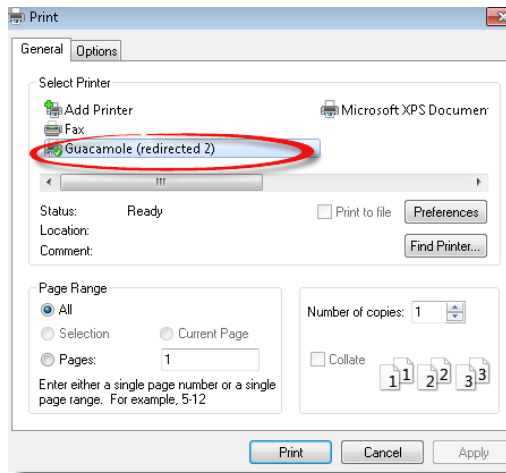 Print
General Options
Select Printer
Add Printer Microsoft XPS Documen
Fax
Guacamole (redirected 2)
Status: Ready Print to file Preferences
Location:
Comment: Find Printer...
Page Range
All Number of copies: 1
Selection Current Page
Pages: 1 Collate
1 1 2 2 3 3
Enter either a single page number or a single
page range. For example, 5-12
Print Cancel Apply